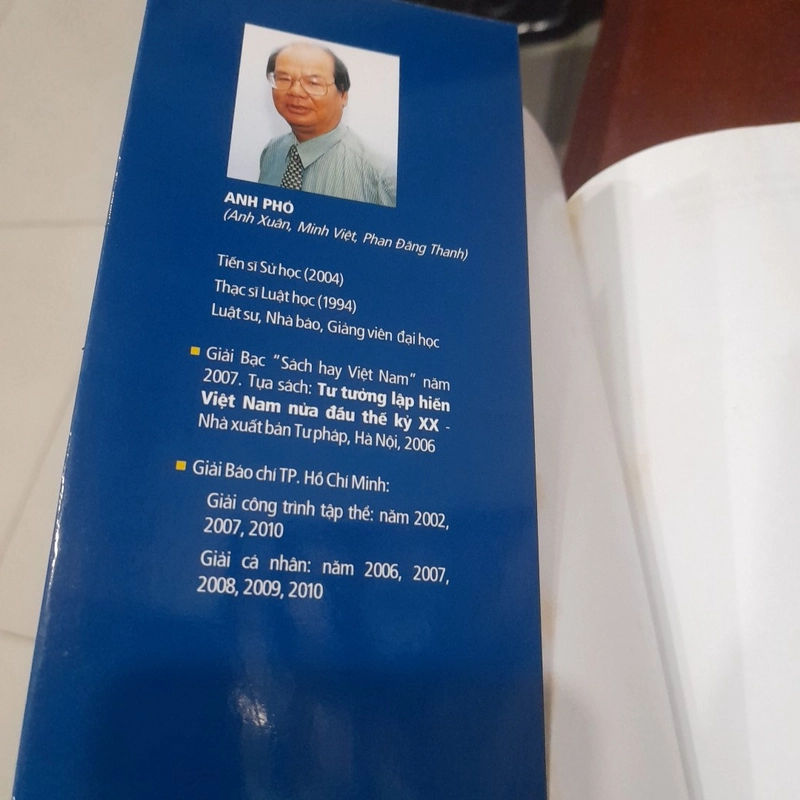 ANH PHÓ
(Anh Xuân, Minh Việt, Phan Đăng Thanh)
Tiến sĩ Sử học (2004)
Thạc sĩ Luật học (1994)
Luật sư, Nhà báo, Giảng viên đại học
Giải Bạc "Sách hay Việt Nam" năm
2007. Tựa sách: Tư tưởng lập hiến
Việt Nam nửa đầu thế kỷ XX -
Nhà xuất bản Tư pháp, Hà Nội, 2006
Giải Báo chí TP. Hồ Chí Minh:
Giải công trình tập thể: năm 2002,
2007, 2010
Giải cá nhân: năm 2006, 2007,
2008, 2009, 2010